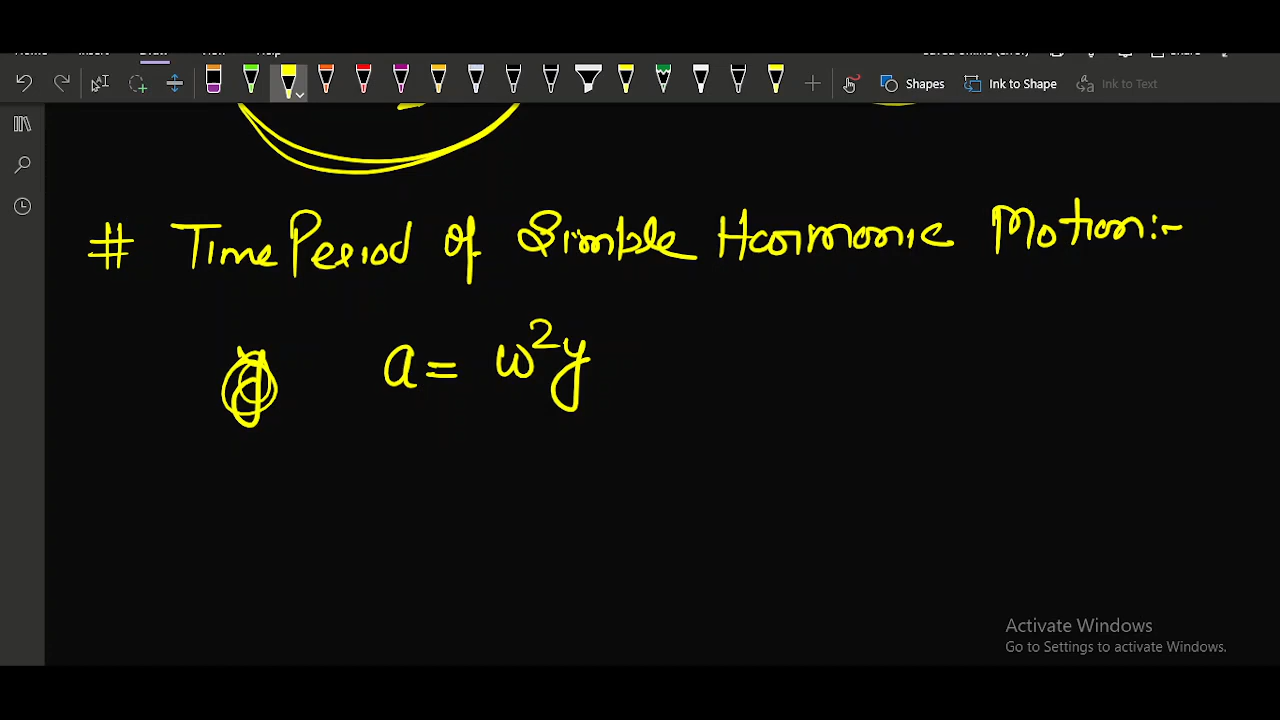 Shapes Ink to Shape Ink to Text
# Time Period of Simple Harmonic Motion:-
a = ω²y
Activate Windows
Go to Settings to activate Windows.